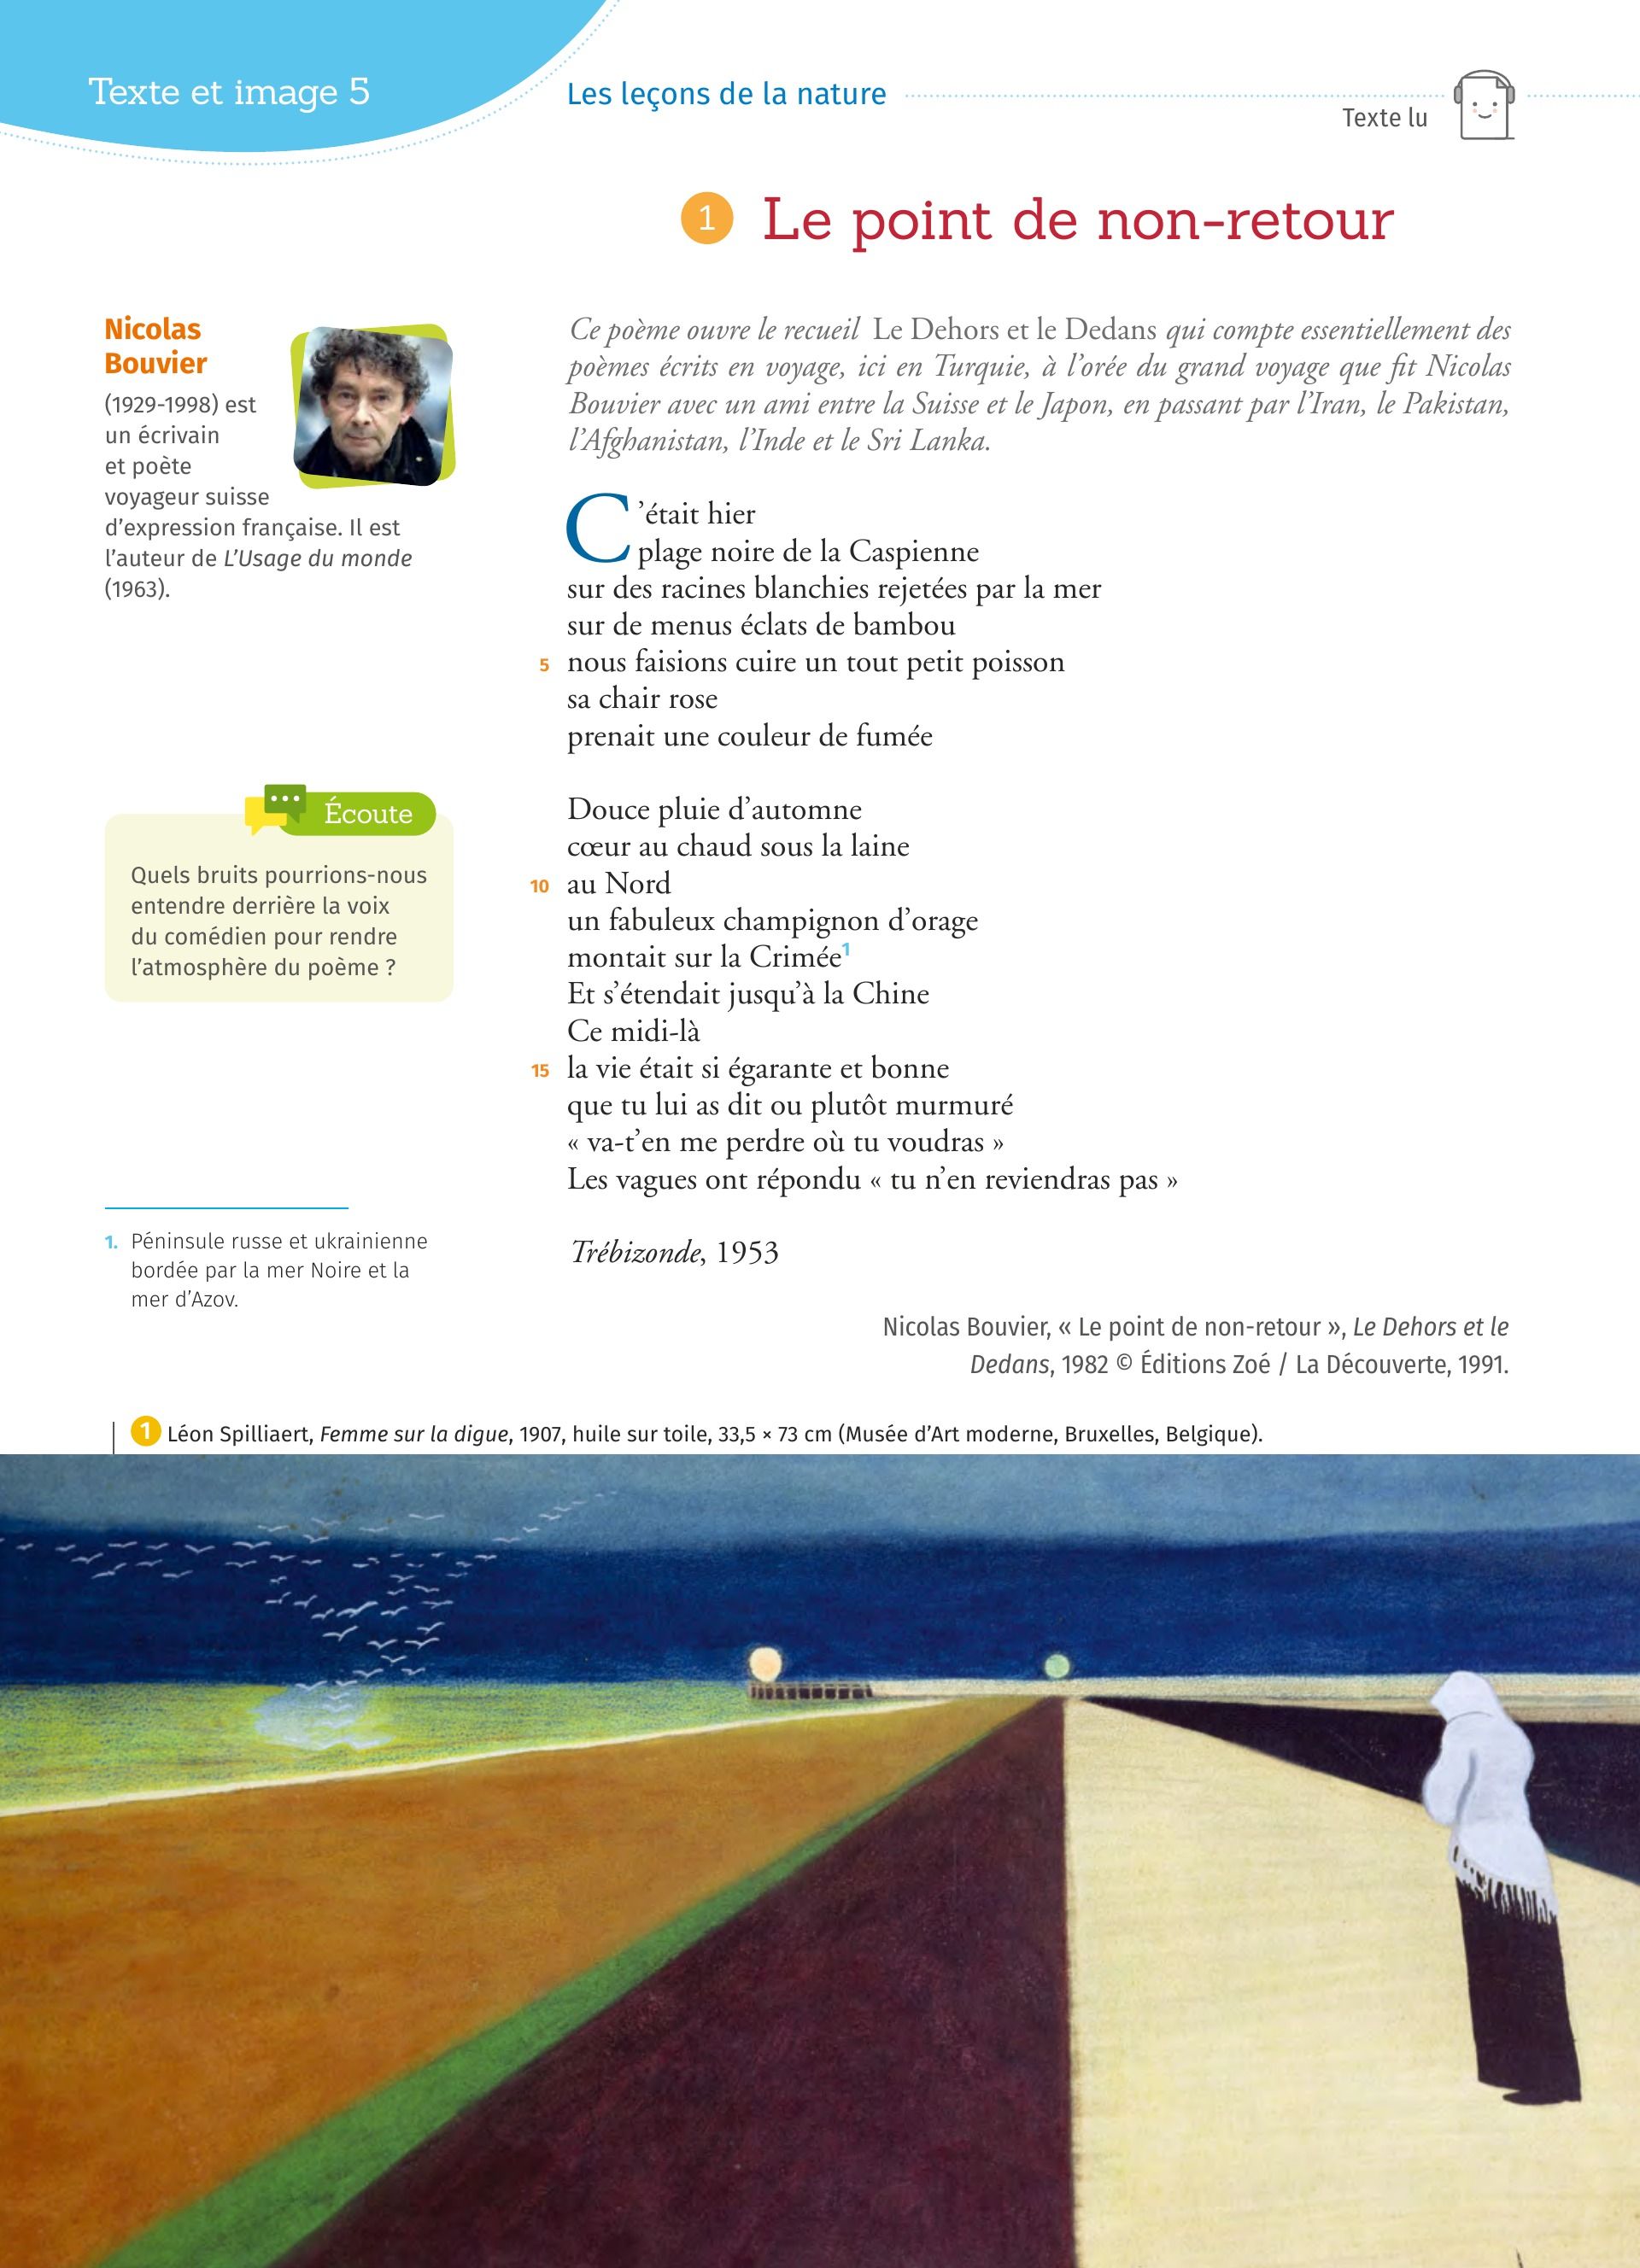 Texte et image 5
Les leçons de la nature
Texte lu
1 Le point de non-retour
Nicolas
Bouvier
(1929-1998) est
un écrivain
et poète
voyageur suisse
d’expression française. Il est
l’auteur de L’Usage du monde
(1963).
Ce poème ouvre le recueil Le Dehors et le Dedans qui compte essentiellement des
poèmes écrits en voyage, ici en Turquie, à l’orée du grand voyage que fit Nicolas
Bouvier avec un ami entre la Suisse et le Japon, en passant par l’Iran, le Pakistan,
l’Afghanistan, l’Inde et le Sri Lanka.
C’était hier
plage noire de la Caspienne
sur des racines blanchies rejetées par la mer
sur de menus éclats de bambou
5 nous faisions cuire un tout petit poisson
sa chair rose
prenait une couleur de fumée
Douce pluie d’automne
cœur au chaud sous la laine
10 au Nord
un fabuleux champignon d’orage
montait sur la Crimée1
Et s’étendait jusqu’à la Chine
Ce midi-là
15 la vie était si égarante et bonne
que tu lui as dit ou plutôt murmuré
« va-t’en me perdre où tu voudras »
Les vagues ont répondu « tu n’en reviendras pas »
Trébizonde, 1953
Nicolas Bouvier, « Le point de non-retour », Le Dehors et le
Dedans, 1982 © Éditions Zoé / La Découverte, 1991.
Écoute
Quels bruits pourrions-nous
entendre derrière la voix
du comédien pour rendre
l’atmosphère du poème ?
1. Péninsule russe et ukrainienne
bordée par la mer Noire et la
mer d’Azov.
1 Léon Spilliaert, Femme sur la digue, 1907, huile sur toile, 33,5 × 73 cm (Musée d’Art moderne, Bruxelles, Belgique).